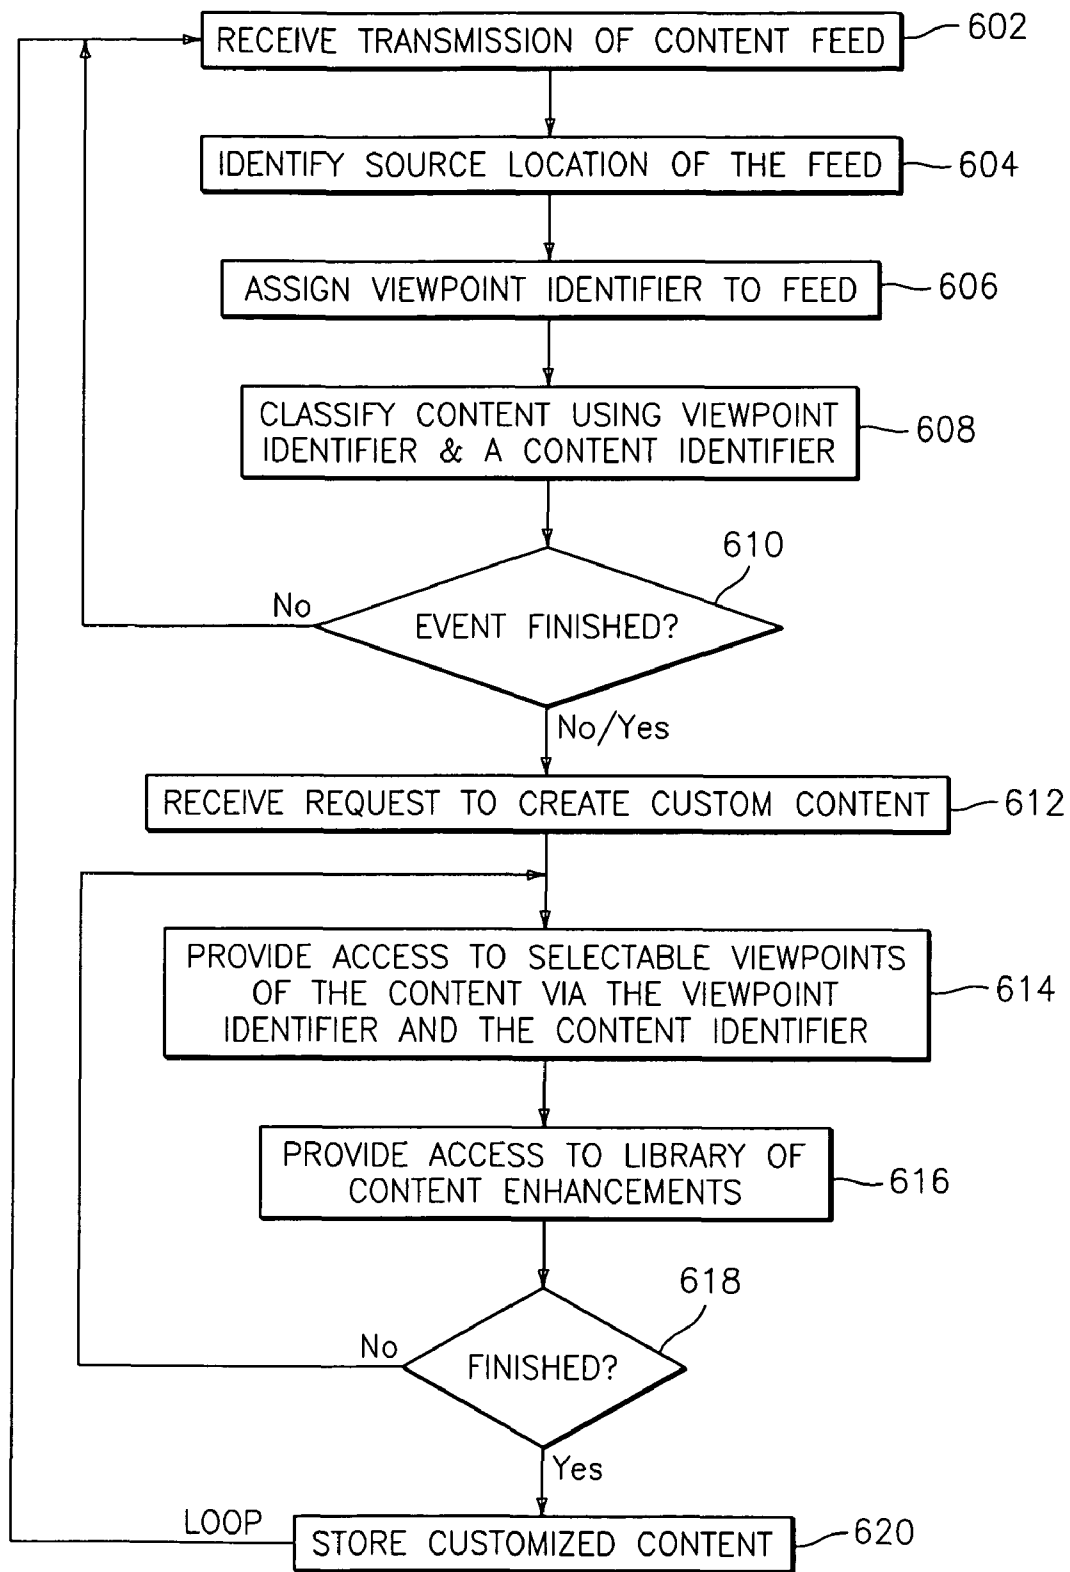 RECEIVE TRANSMISSION OF CONTENT FEED
602
IDENTIFY SOURCE LOCATION OF THE FEED
604
ASSIGN VIEWPOINT IDENTIFIER TO FEED
606
CLASSIFY CONTENT USING VIEWPOINT
IDENTIFIER & A CONTENT IDENTIFIER
608
610
No
EVENT FINISHED?
No/Yes
RECEIVE REQUEST TO CREATE CUSTOM CONTENT
612
PROVIDE ACCESS TO SELECTABLE VIEWPOINTS
OF THE CONTENT VIA THE VIEWPOINT
IDENTIFIER AND THE CONTENT IDENTIFIER
614
PROVIDE ACCESS TO LIBRARY OF
CONTENT ENHANCEMENTS
616
618
No
FINISHED?
Yes
LOOP
STORE CUSTOMIZED CONTENT
620